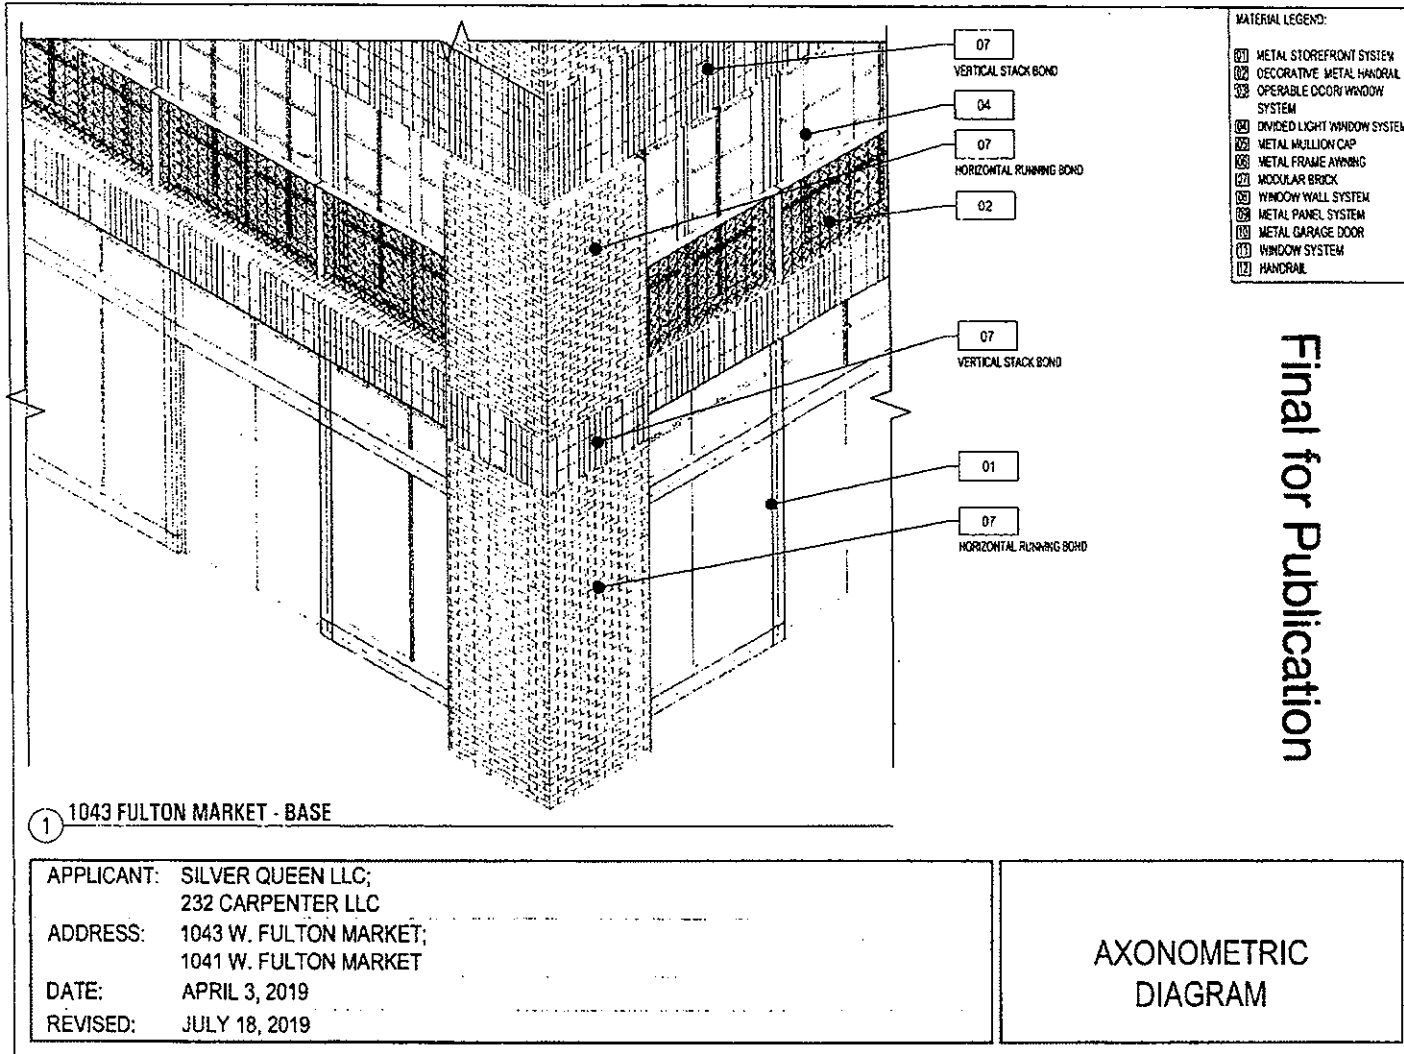 07
VERTICAL STACK BOND
04
07
HORIZONTAL RUNNING BOND
02
07
VERTICAL STACK BOND
01
07
HORIZONTAL RUNNING BOND
MATERIAL LEGEND:
01 METAL STOREFRONT SYSTEM
02 DECORATIVE METAL HANDRAIL
03 OPERABLE DOOR/ WINDOW
SYSTEM
04 DIVIDED LIGHT WINDOW SYSTEM
05 METAL MULLION CAP
06 METAL FRAME AWNING
07 MODULAR BRICK
08 WINDOW WALL SYSTEM
09 METAL PANEL SYSTEM
10 METAL GARAGE DOOR
11 WINDOW SYSTEM
12 HANDRAIL
Final for Publication
1 1043 FULTON MARKET - BASE
APPLICANT: SILVER QUEEN LLC;
232 CARPENTER LLC
ADDRESS: 1043 W. FULTON MARKET;
1041 W. FULTON MARKET
DATE: APRIL 3, 2019
REVISED: JULY 18, 2019
AXONOMETRIC
DIAGRAM